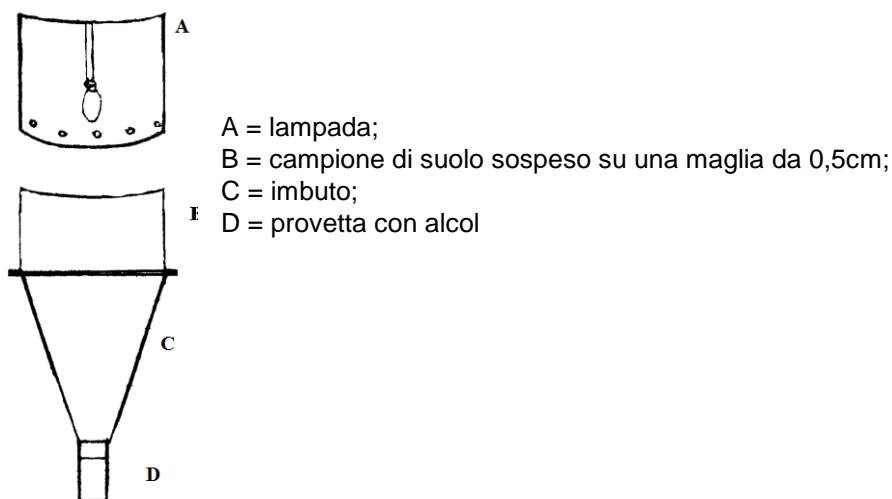 A
A = lampada;
B = campione di suolo sospeso su una maglia da 0,5cm;
C = imbuto;
D = provetta con alcol
C
D